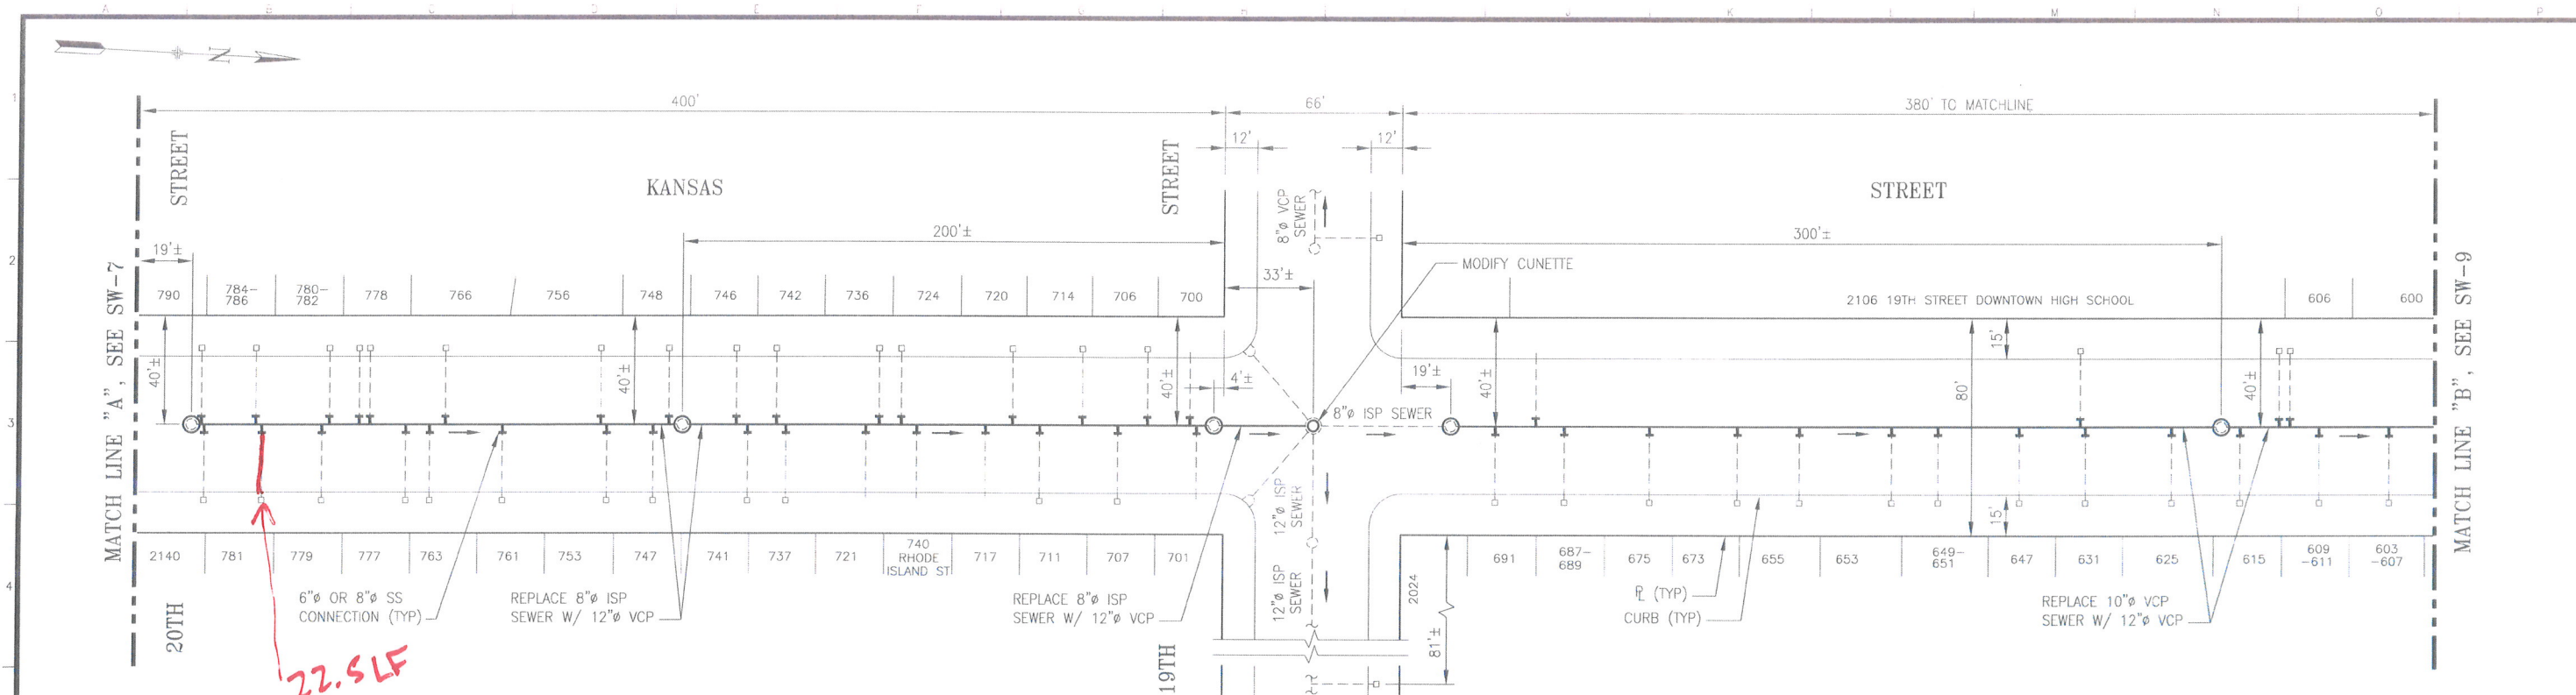 A B C D E F G H J K L M N O P
1
2
3
4
N
400'
66'
380' TO MATCHLINE
12'
12'
STREET
KANSAS
STREET
STREET
8"ø VCP
SEWER
19'±
200'±
300'±
MODIFY CUNETTE
33'±
MATCH LINE "A", SEE SW-7
790
784-
786
780-
782
778
766
756
748
746
742
736
724
720
714
706
700
2106 19TH STREET DOWNTOWN HIGH SCHOOL
606
600
MATCH LINE "B", SEE SW-9
40'±
40'±
40'±
4'±
19'±
40'±
80'
15'
40'±
8"ø ISP SEWER
12"ø ISP
SEWER
15'
2140
781
779
777
763
761
753
747
741
737
721
740
RHODE
ISLAND ST
717
711
707
701
691
687-
689
675
673
655
653
649-
651
647
631
625
615
609
-611
603
-607
20TH
6"ø OR 8"ø SS
CONNECTION (TYP)
REPLACE 8"ø ISP
SEWER W/ 12"ø VCP
REPLACE 8"ø ISP
SEWER W/ 12"ø VCP
12"ø ISP
SEWER
2024
81'±
PL (TYP)
CURB (TYP)
REPLACE 10"ø VCP
SEWER W/ 12"ø VCP
19TH
22.5 LF